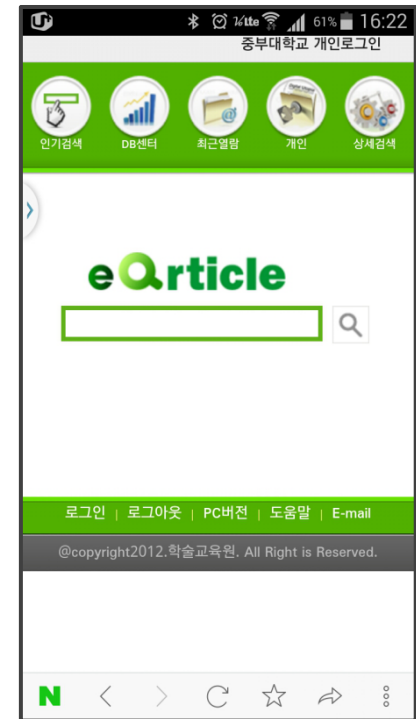 61% 16:22
중부대학교 개인로그인
인기검색 DB센터 최근열람 개인 상세검색
eArticle
로그인 | 로그아웃 | PC버전 | 도움말 | E-mail
@copyright2012.학술교육원. All Right is Reserved.
N